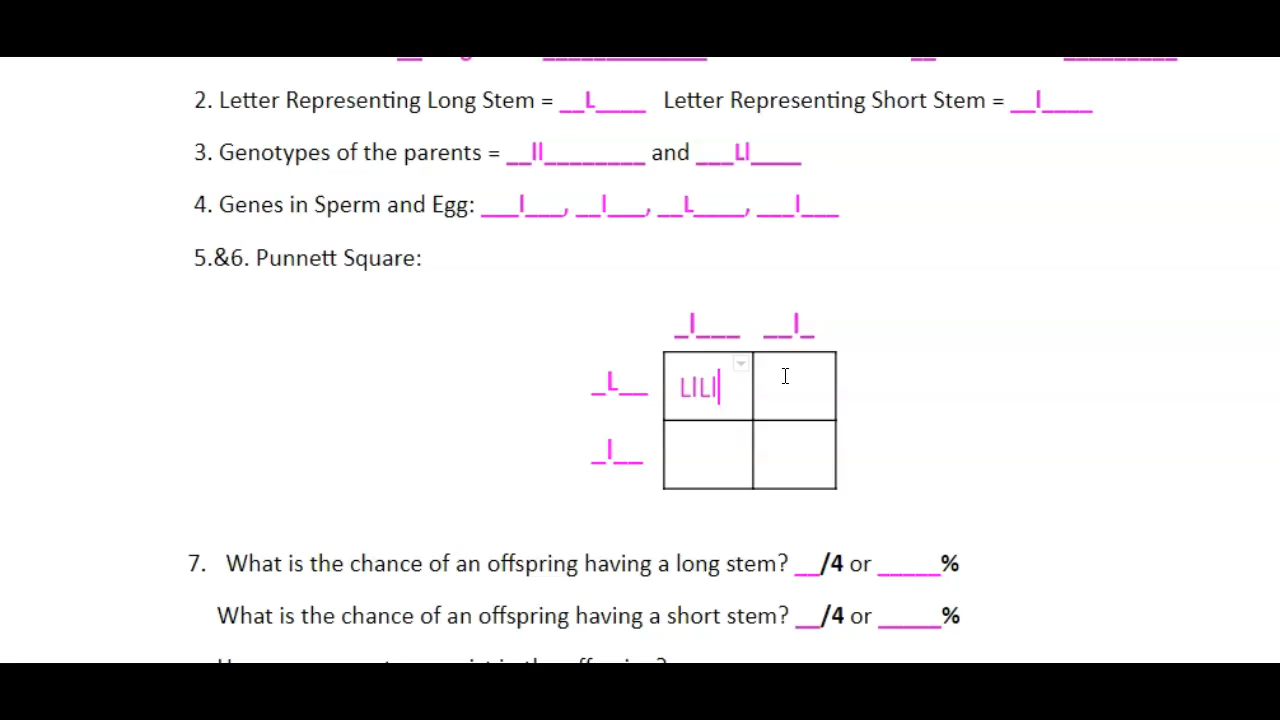 2. Letter Representing Long Stem = __L____ Letter Representing Short Stem = __l____
3. Genotypes of the parents = __ll________ and ___Ll____
4. Genes in Sperm and Egg: ___l___, __l___, __L____, ___l___
5.&6. Punnett Square:
_l___ __l_
_L__ LlLl
_l__
7. What is the chance of an offspring having a long stem? __/4 or _____%
What is the chance of an offspring having a short stem? __/4 or _____%